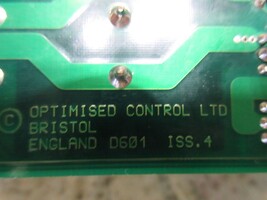 © OPTIMISED CONTROL LTD
BRISTOL
ENGLAND D601 ISS.4